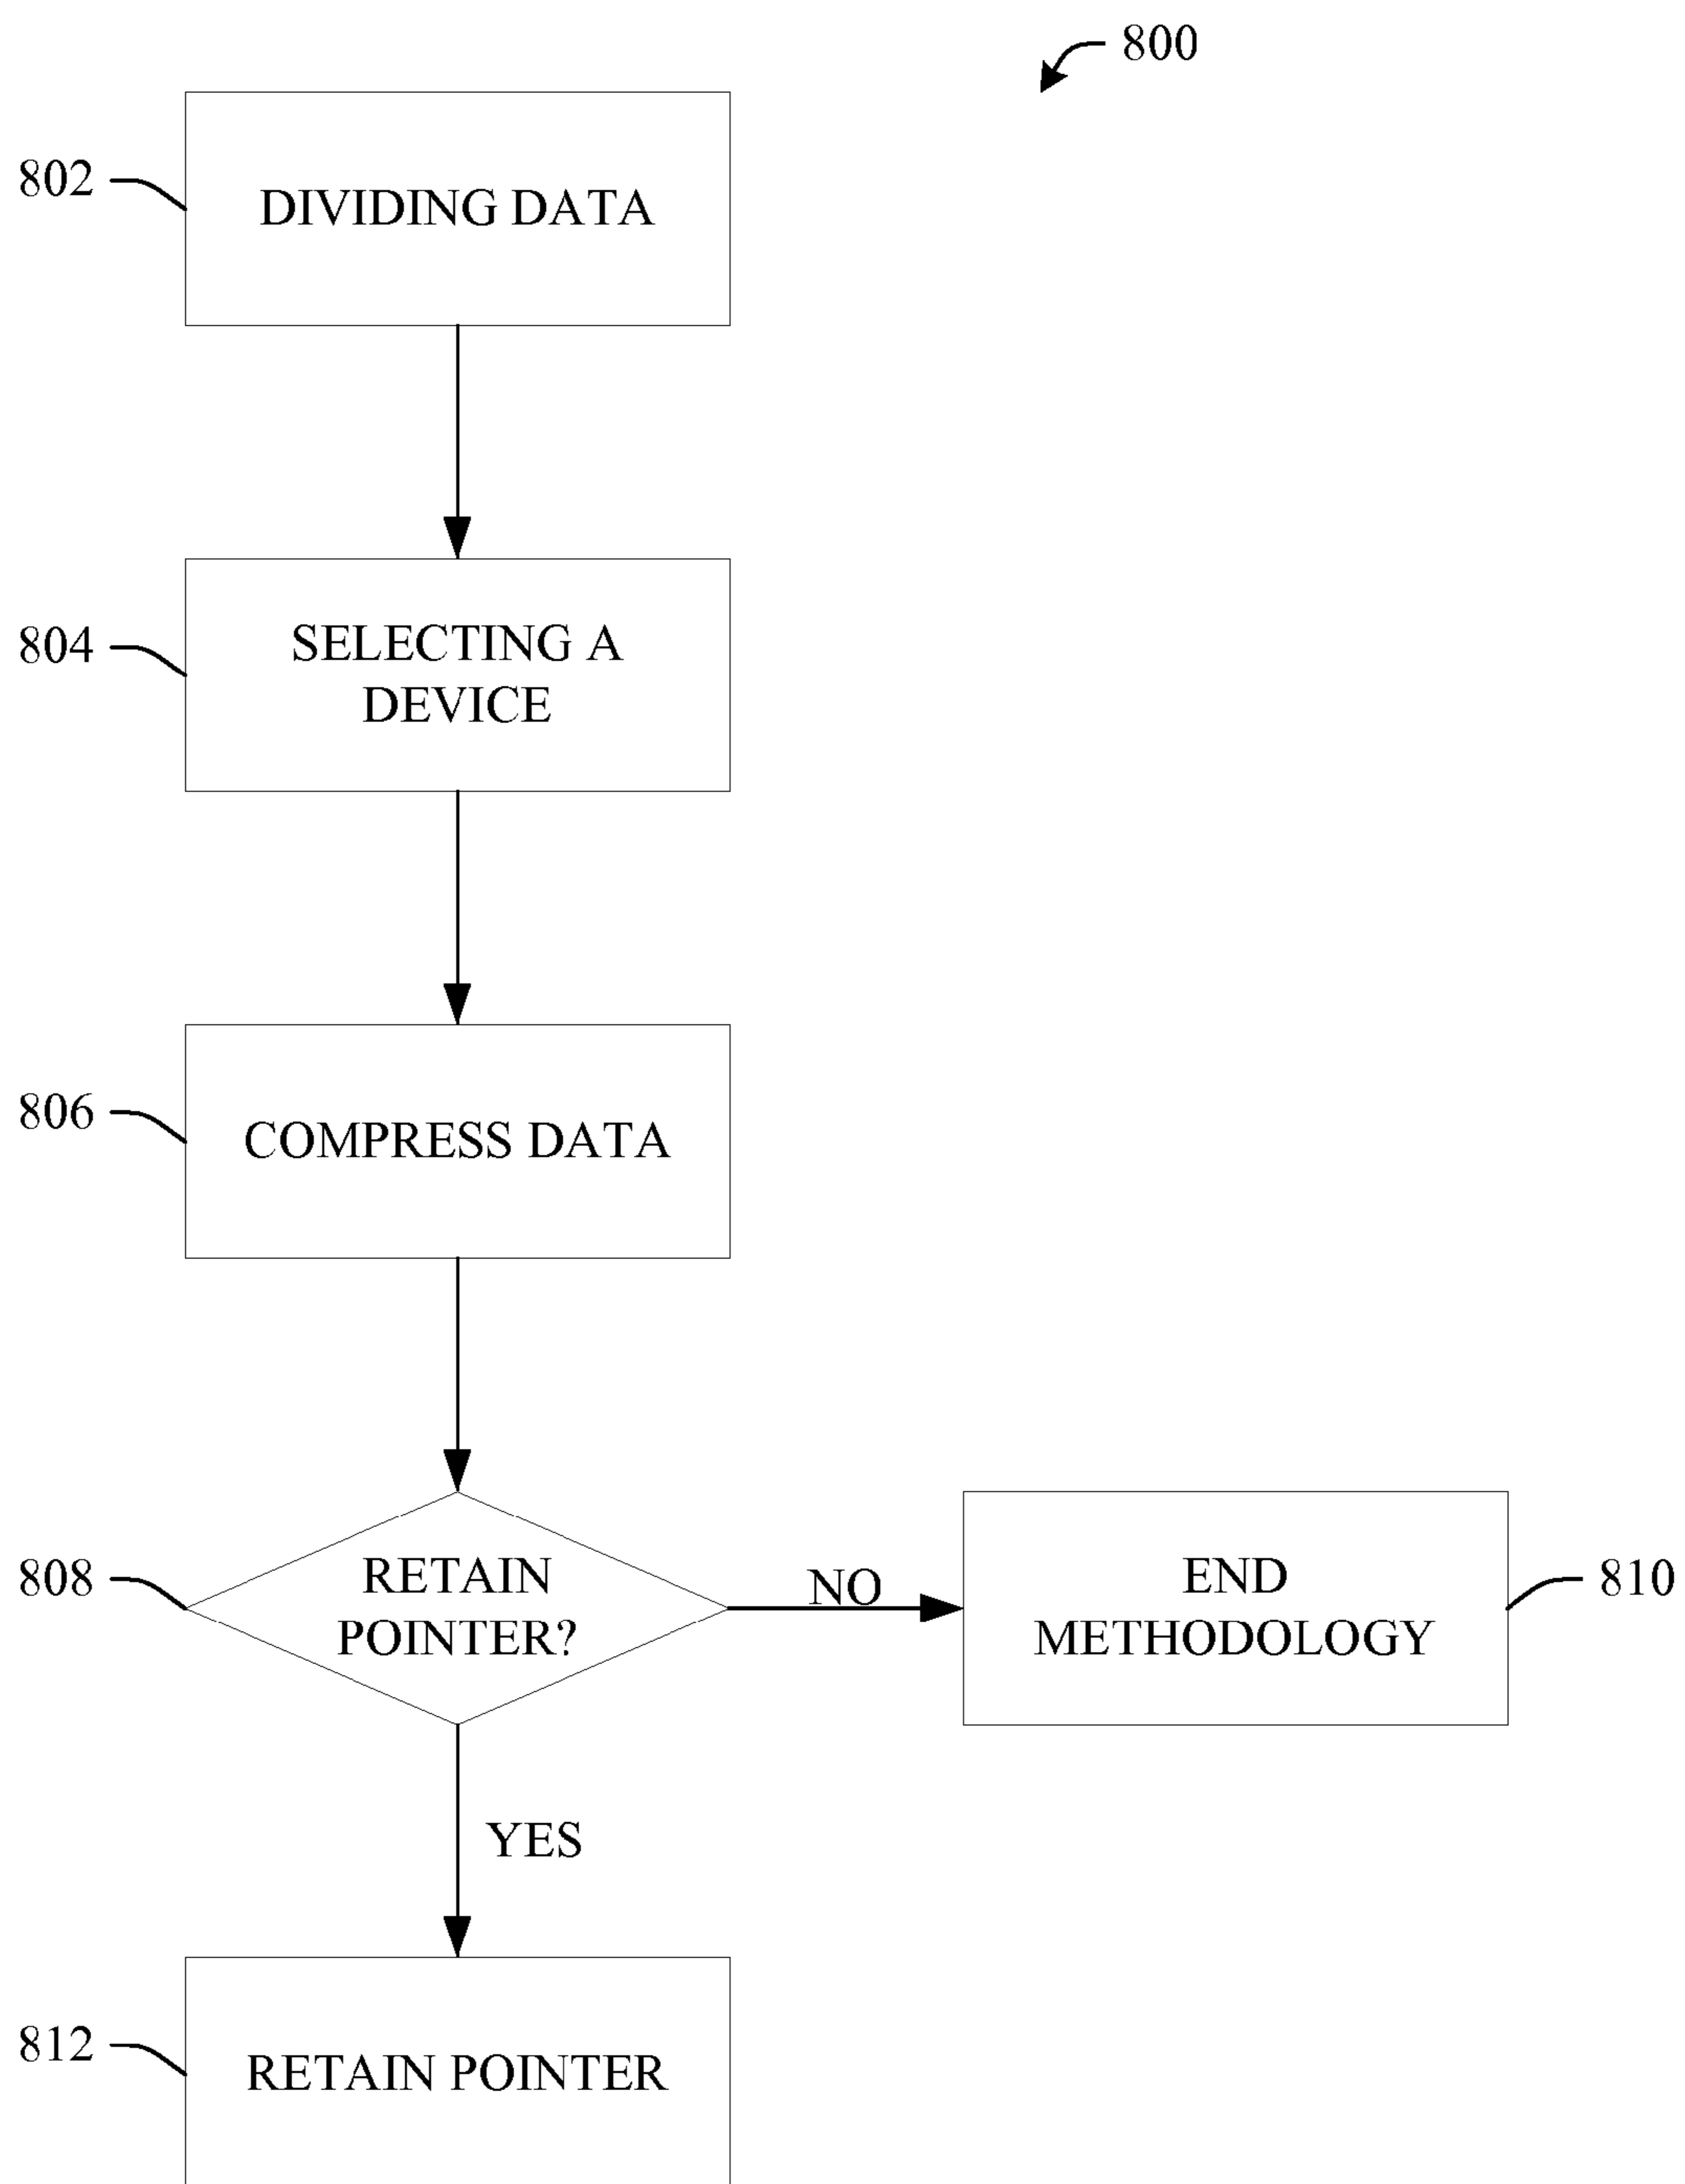 800
802
DIVIDING DATA
804
SELECTING A
DEVICE
806
COMPRESS DATA
808
RETAIN
POINTER?
NO
END
METHODOLOGY
810
YES
812
RETAIN POINTER